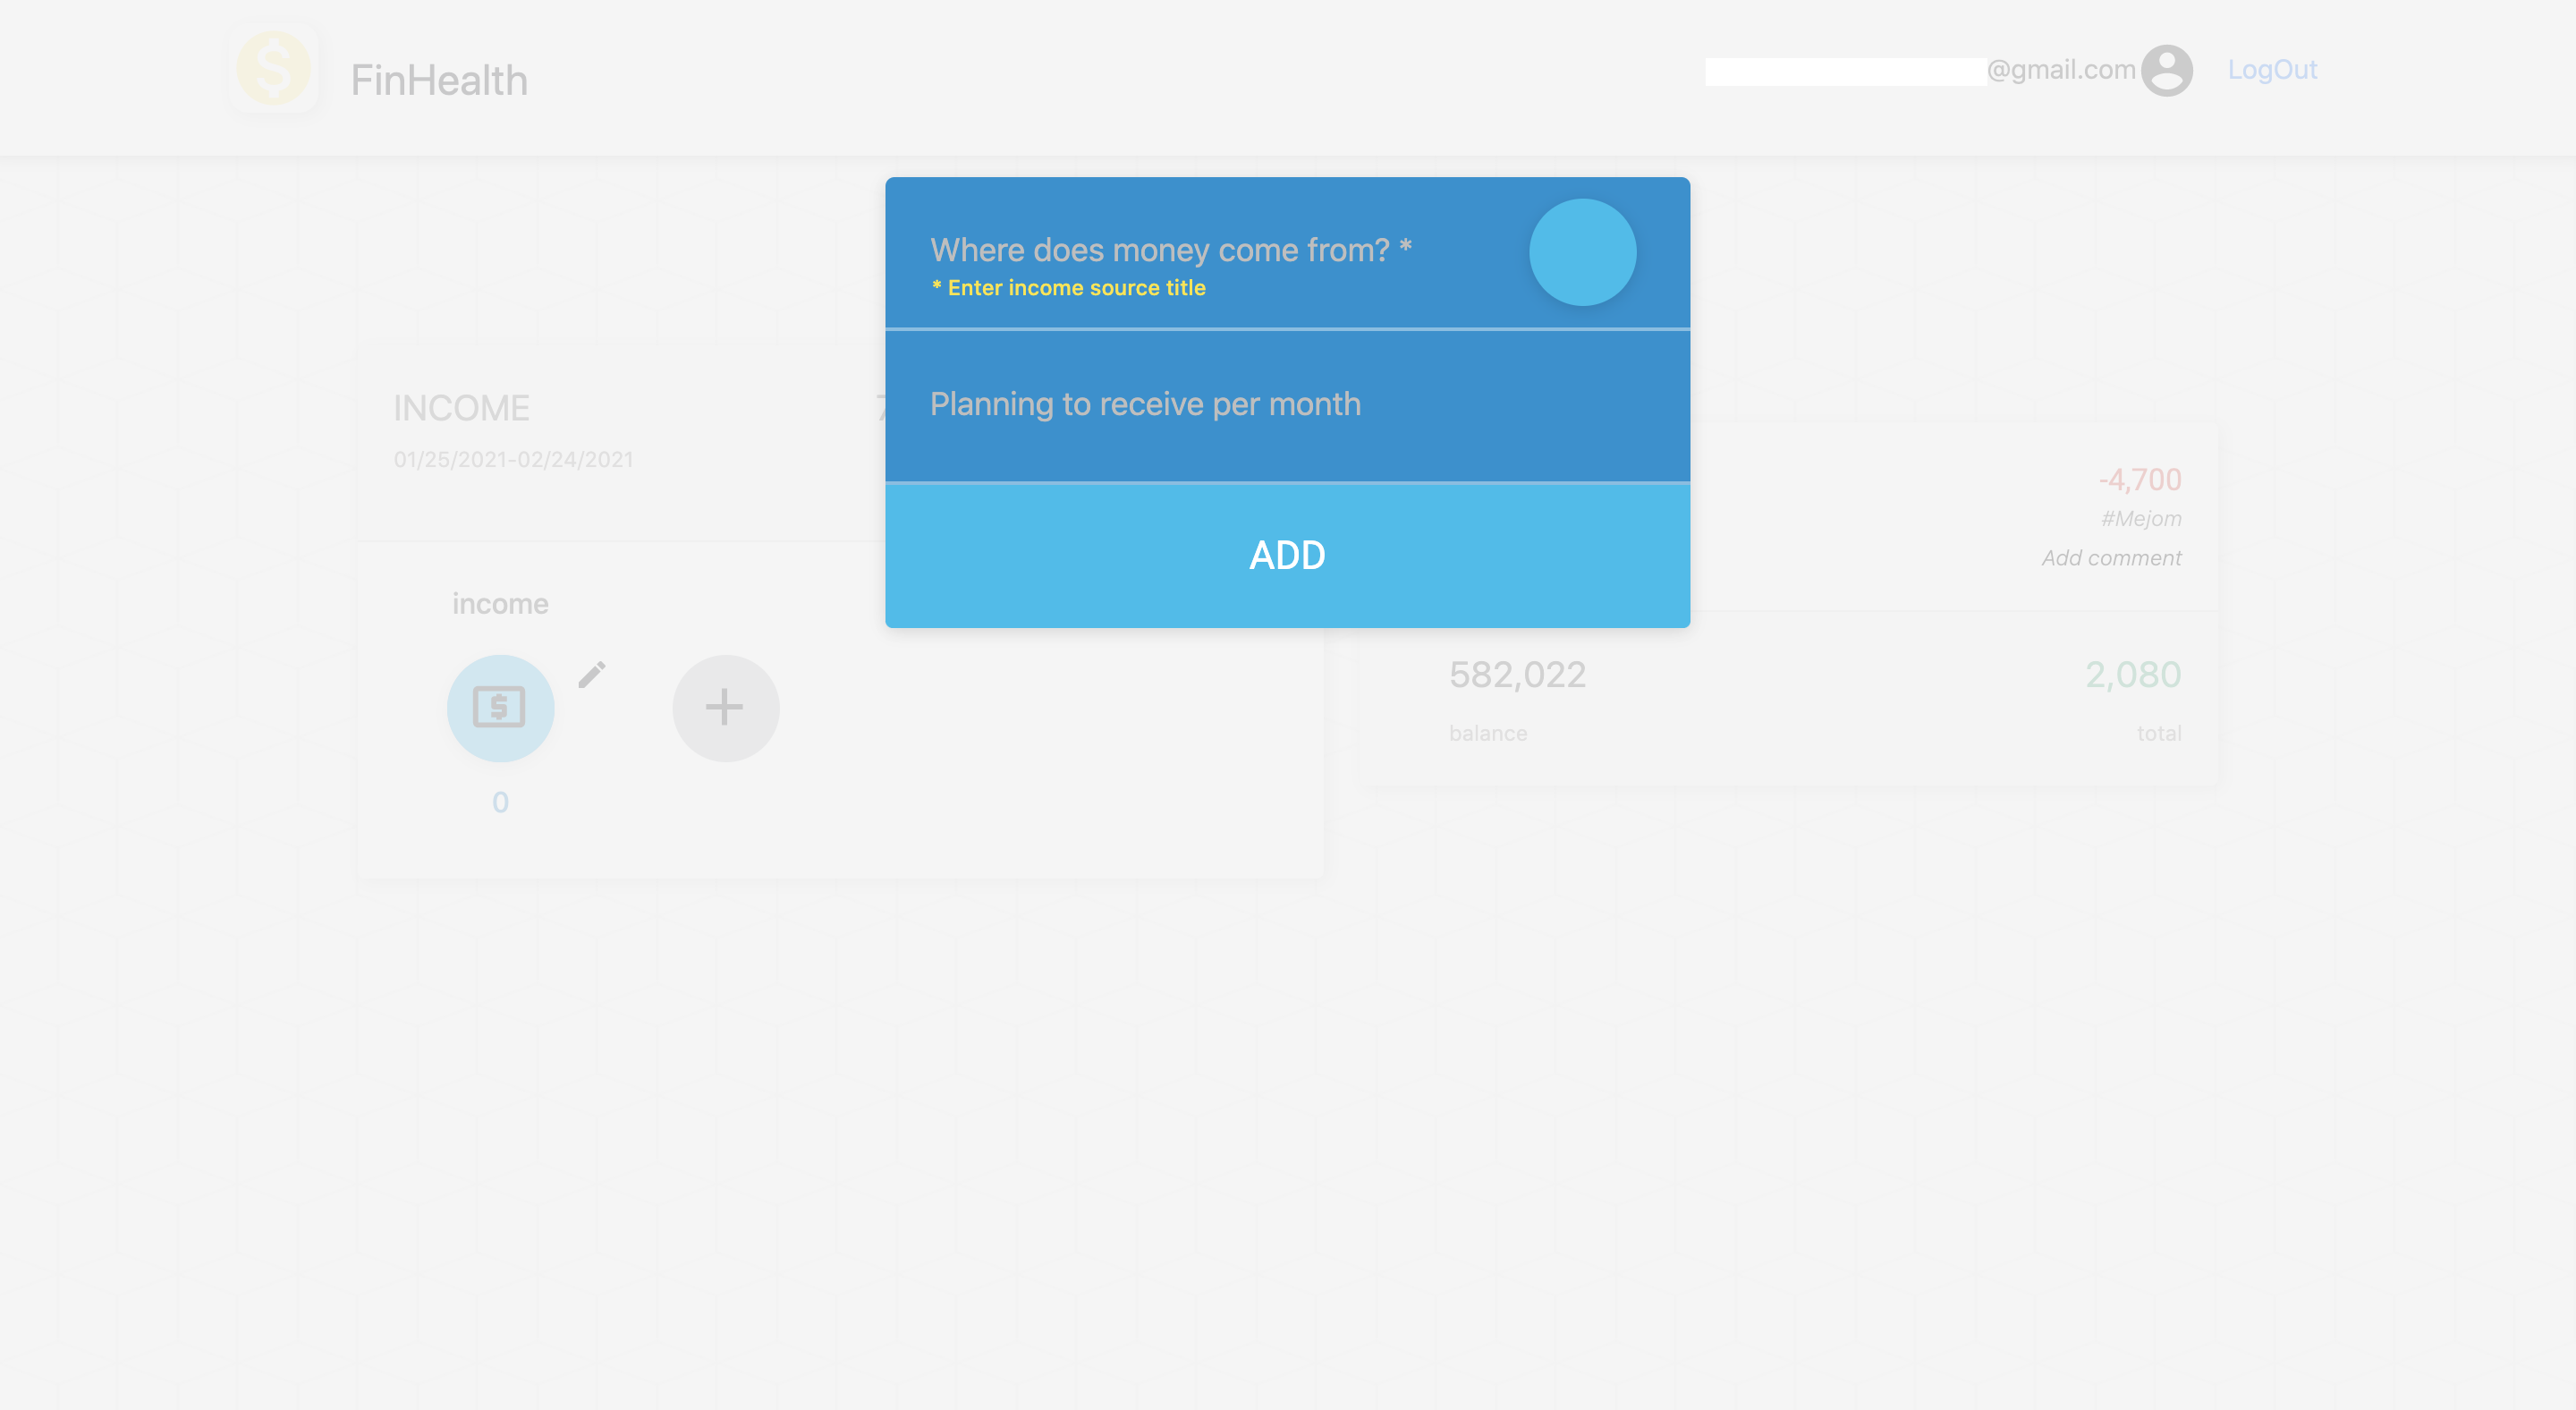 FinHealth
@gmail.com
LogOut
Where does money come from? *
* Enter income source title
Planning to receive per month
ADD
INCOME
01/25/2021-02/24/2021
income
0
-4,700
#Mejom
Add comment
582,022
2,080
balance
total